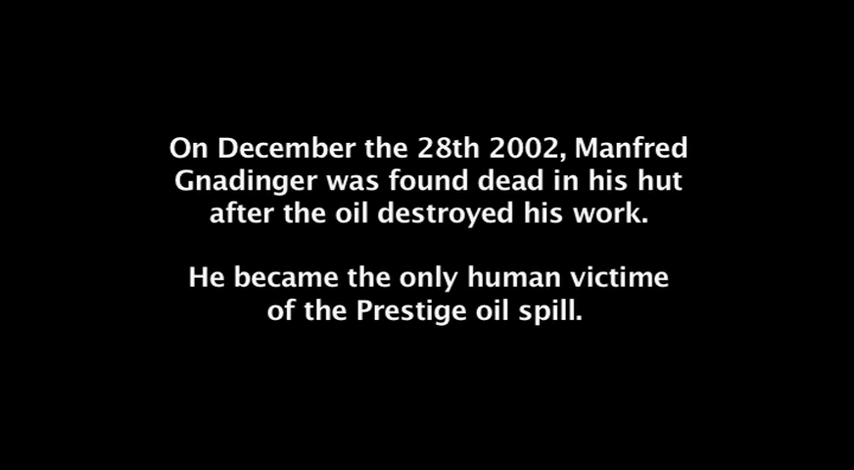 On December the 28th 2002, Manfred
Gnadinger was found dead in his hut
after the oil destroyed his work.
He became the only human victime
of the Prestige oil spill.